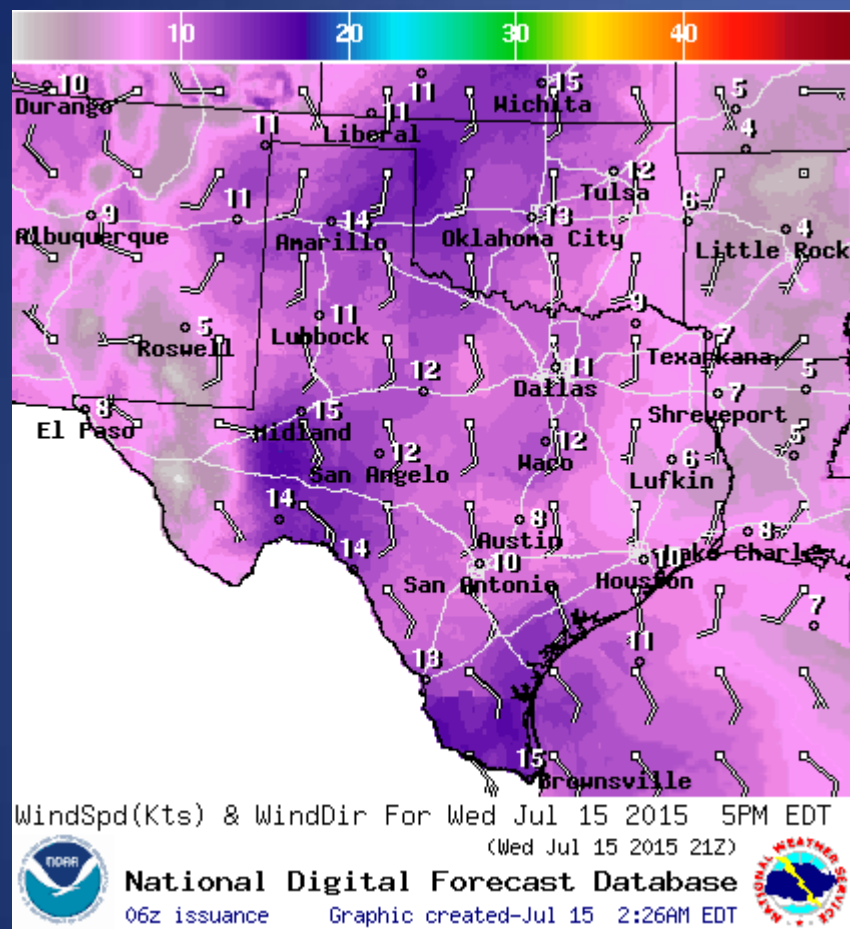 10 20 30 40
10 11 15 5
Durango Wichita
11 Liberal
11 4
12
Tulsa
9 11 14 13 6 4
Albuquerque Amarillo Oklahoma City Little Rock
5 11 9 7
Roswell Lubbock Texarkana
12 11
Dallas 7 5
8 15 Shreveport
El Paso Midland
12 12 6 5
San Angelo Waco Lufkin
14 8 8
Austin Lake Charles
14 10 Houston
San Antonio
7
11
13
15
Brownsville
WindSpd(Kts) & WindDir For Wed Jul 15 2015 5PM EDT
(Wed Jul 15 2015 21Z)
NOAA
National Digital Forecast Database
06z issuance Graphic created-Jul 15 2:26AM EDT
NATIONAL WEATHER SERVICE